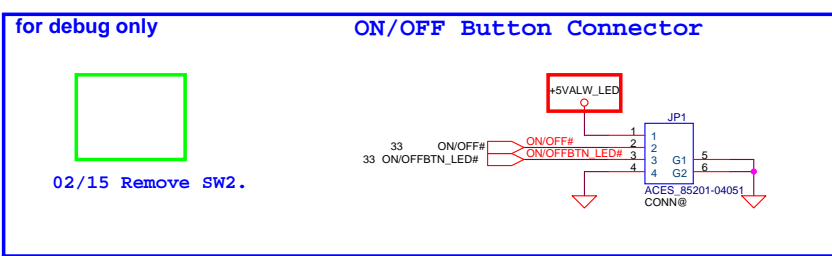 for debug only
ON/OFF Button Connector
+5VALW_LED
JP1
1 1
33 ON/OFF# ON/OFF# 2 2
33 ON/OFFBTN_LED# ON/OFFBTN_LED# 3 3 G1 5
4 4 G2 6
ACES_85201-04051
CONN@
02/15 Remove SW2.